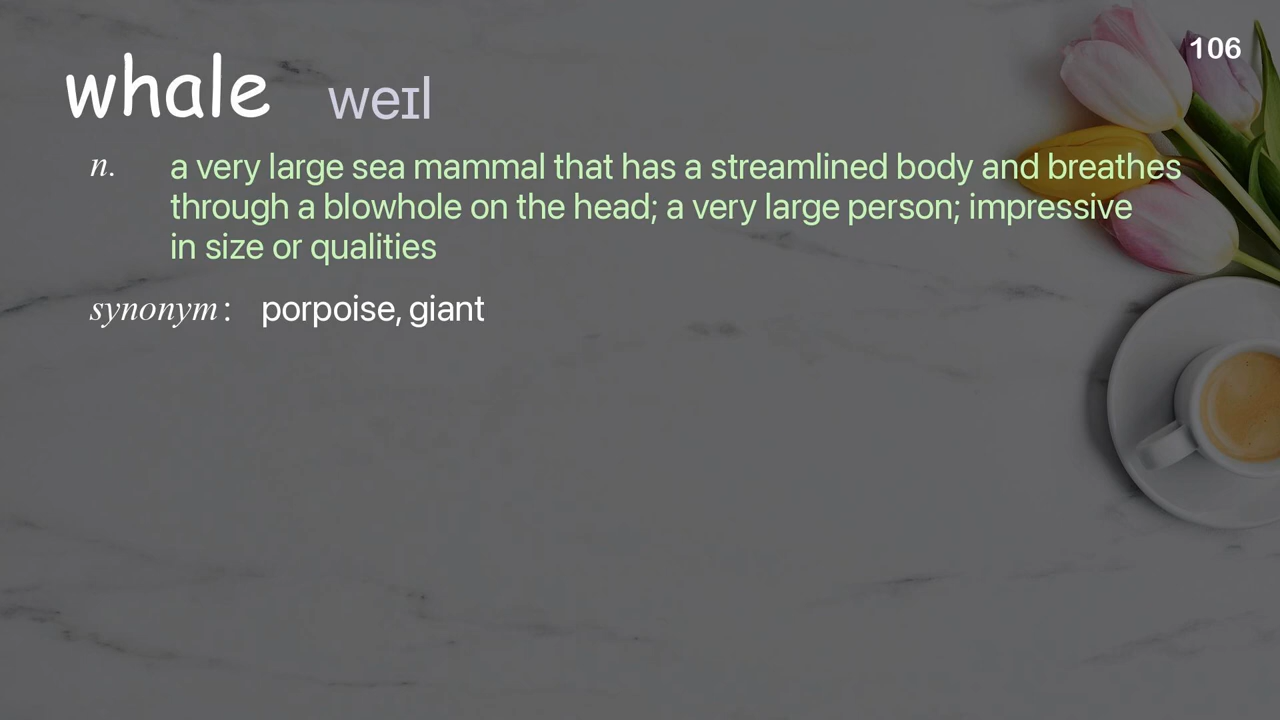 106
whale weɪl
n. a very large sea mammal that has a streamlined body and breathes
through a blowhole on the head; a very large person; impressive
in size or qualities
synonym: porpoise, giant